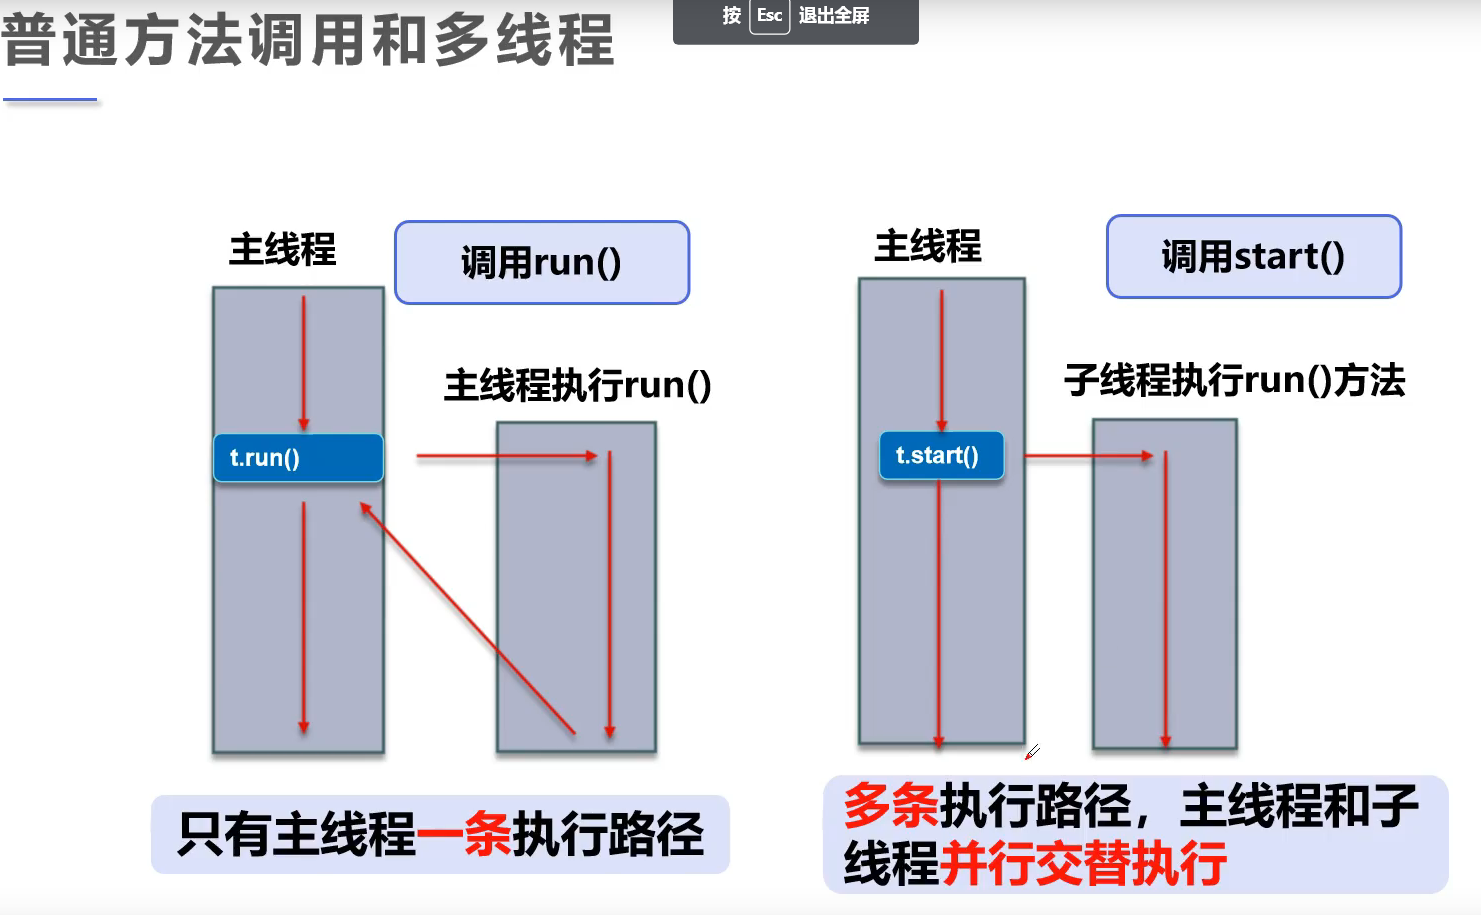 普通方法调用和多线程
按 Esc 退出全屏
主线程
调用run()
主线程执行run()
t.run()
只有主线程一条执行路径
主线程
调用start()
子线程执行run()方法
t.start()
多条执行路径，主线程和子
线程并行交替执行